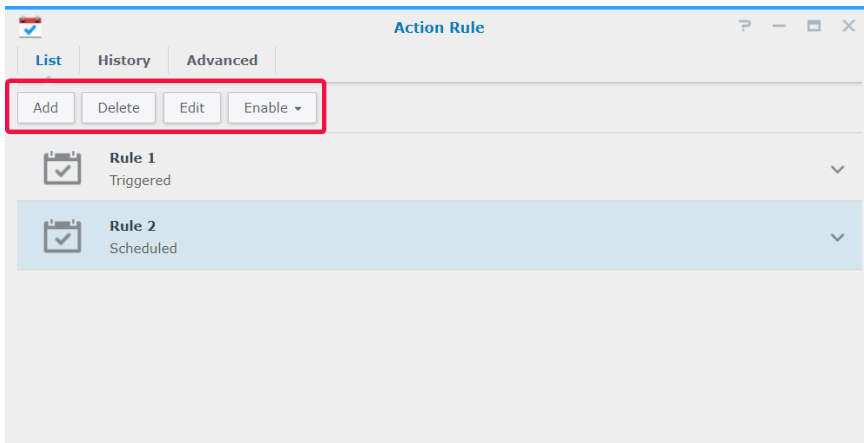 Action Rule
List History Advanced
Add Delete Edit Enable
Rule 1
Triggered
Rule 2
Scheduled